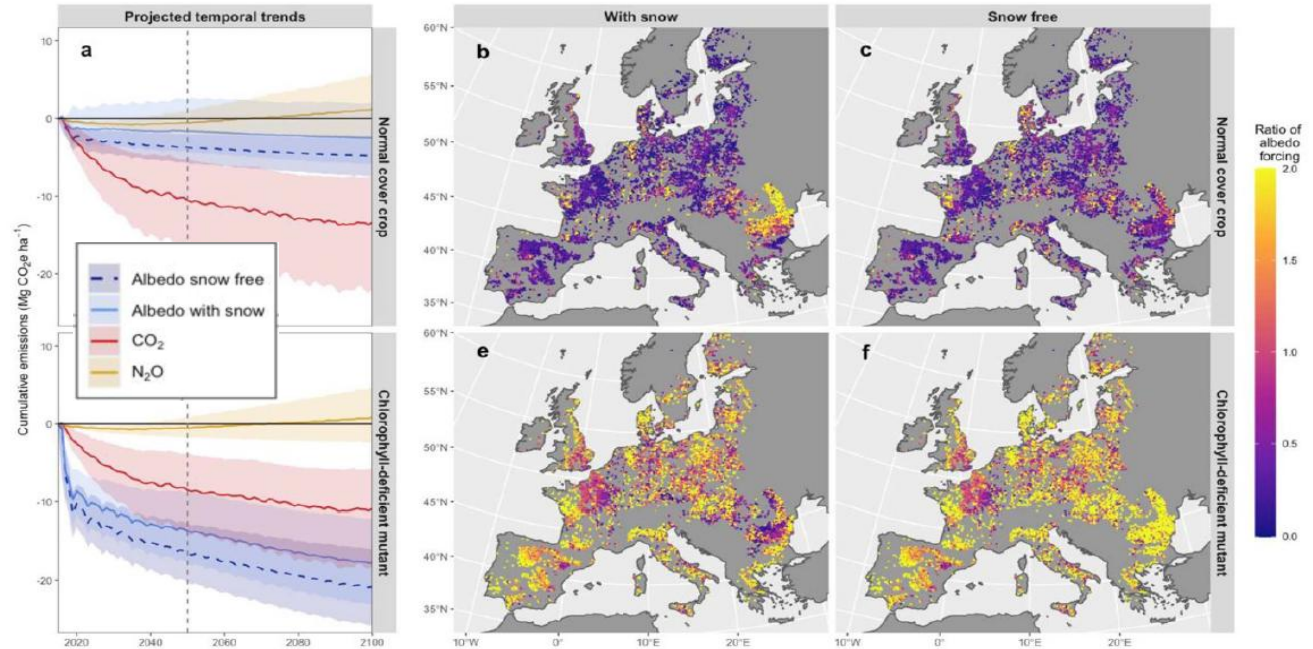 Projected temporal trends
With snow
Snow free
a
b
c
e
f
10
0
-10
-20
0
-10
-20
2020
2040
2060
2080
2100
Cumulative emissions (Mg CO₂e ha⁻¹)
Albedo snow free
Albedo with snow
CO₂
N₂O
Normal cover crop
Chlorophyll-deficient mutant
60°N
55°N
50°N
45°N
40°N
35°N
60°N
55°N
50°N
45°N
40°N
35°N
10°W
0°
10°E
20°E
10°W
0°
10°E
20°E
Normal cover crop
Chlorophyll-deficient mutant
Ratio of
albedo
forcing
2.0
1.5
1.0
0.5
0.0